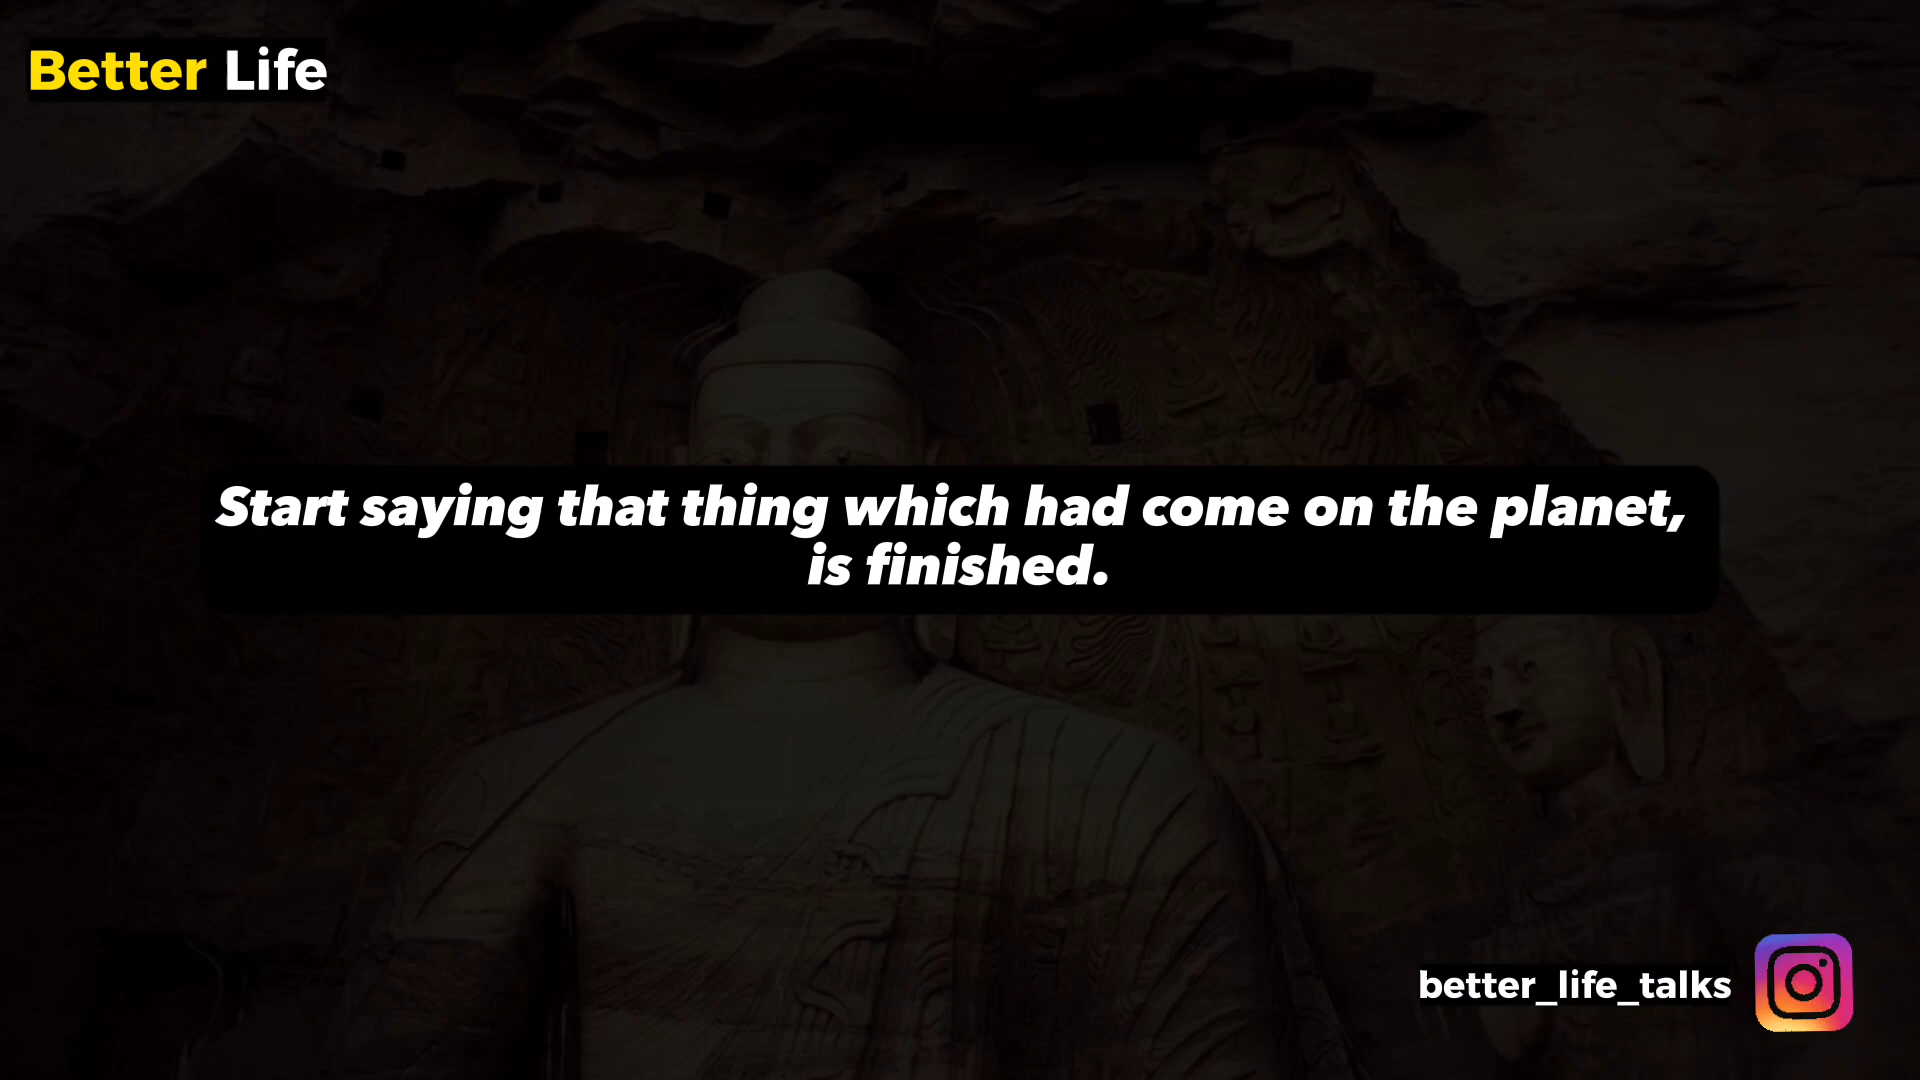 Better Life
Start saying that thing which had come on the planet,
is finished.
better_life_talks